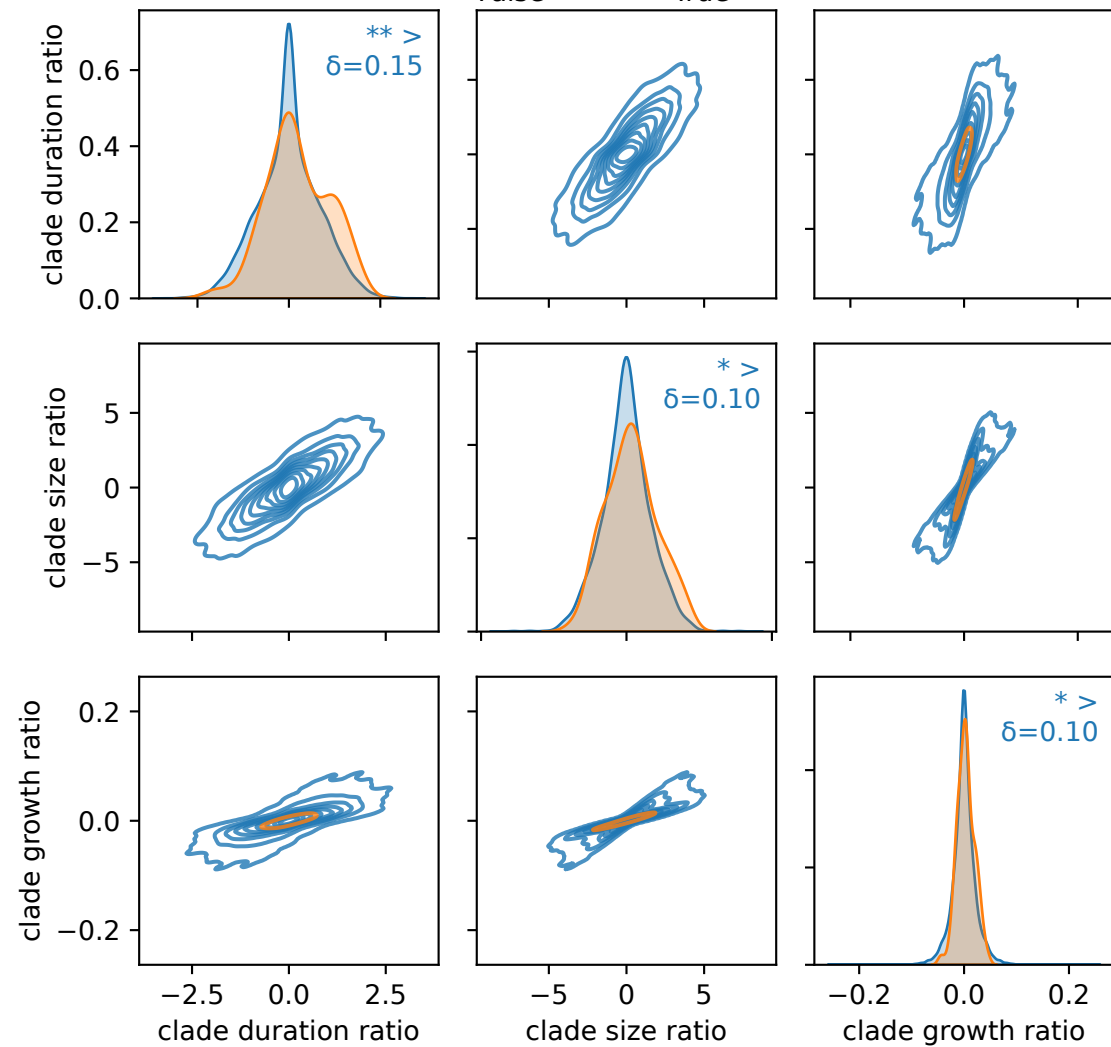 clade duration ratio
0.6
0.4
0.2
0.0
** >
δ=0.15
clade size ratio
5
0
−5
* >
δ=0.10
clade growth ratio
0.2
0.0
−0.2
* >
δ=0.10
−2.5 0.0 2.5
−5 0 5
−0.2 0.0 0.2
clade duration ratio
clade size ratio
clade growth ratio